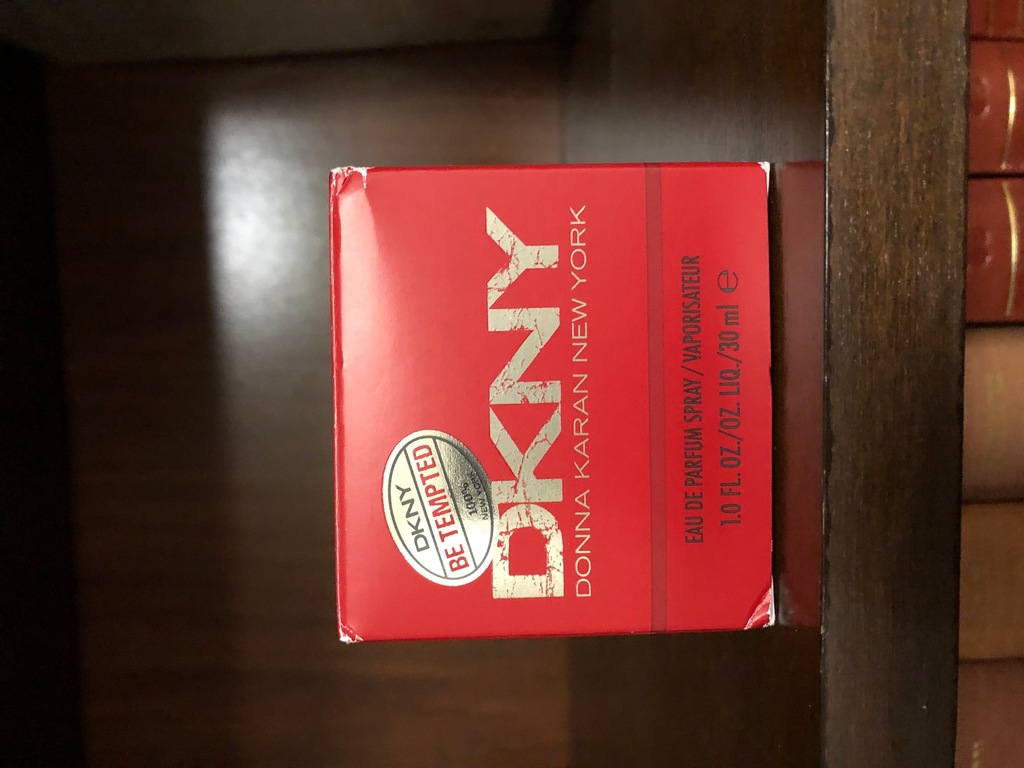 DKNY
BE TEMPTED
100%
NEW YORK
DKNY
DONNA KARAN NEW YORK
EAU DE PARFUM SPRAY / VAPORISATEUR
1.0 FL. OZ./OZ. LIQ./30 ml ℮